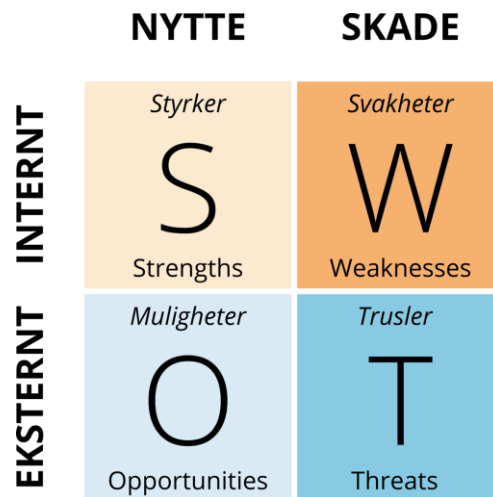 NYTTE SKADE
INTERNT
Styrker
S
Strengths
Svakheter
W
Weaknesses
EKSTERNT
Muligheter
O
Opportunities
Trusler
T
Threats